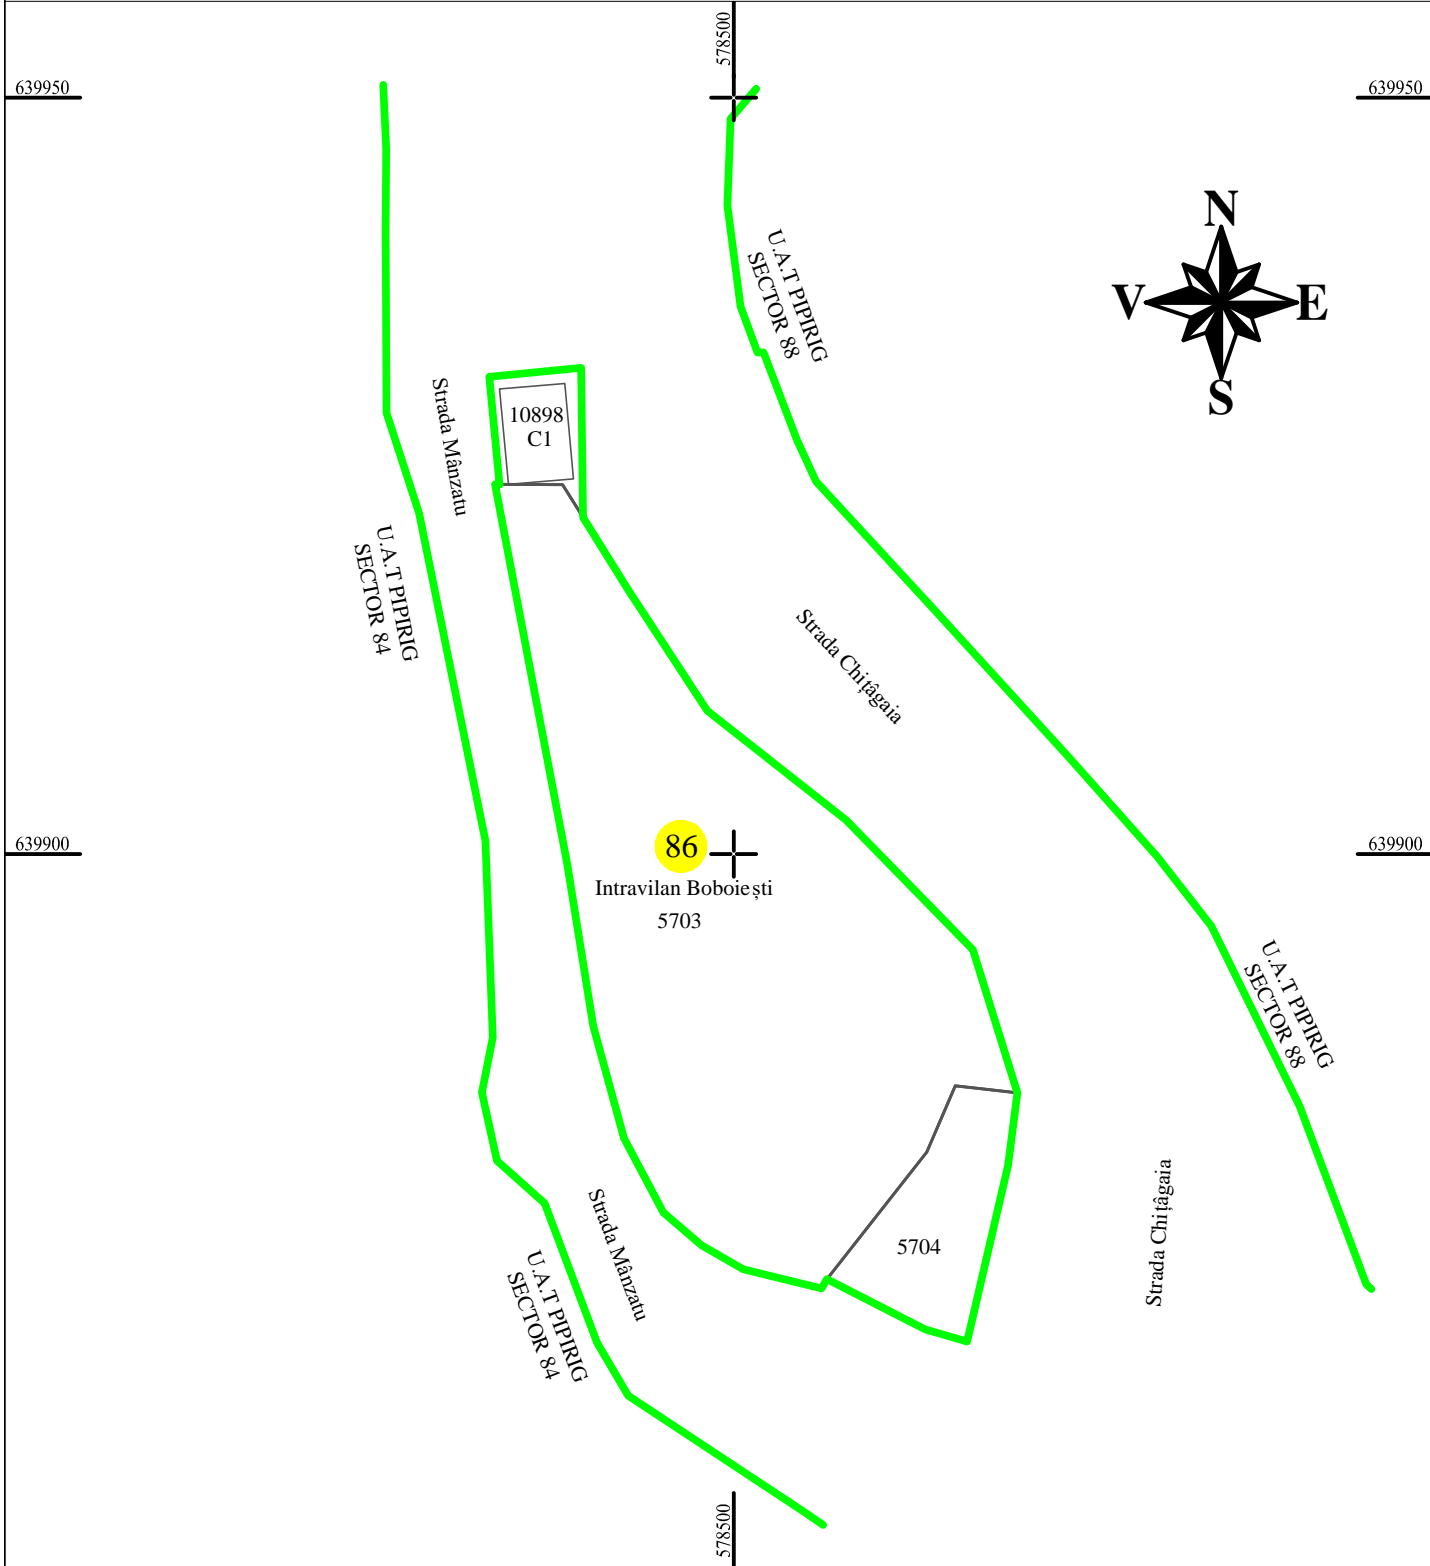 578500
639950
639950
N
V
E
S
U.A.T PIPIRIG
SECTOR 88
Strada Mânzatu
10898
C1
U.A.T PIPIRIG
SECTOR 84
Strada Chițâgaia
86
639900
639900
Intravilan Boboiești
5703
U.A.T PIPIRIG
SECTOR 88
Strada Mânzatu
Strada Chițâgaia
5704
U.A.T PIPIRIG
SECTOR 84
578500